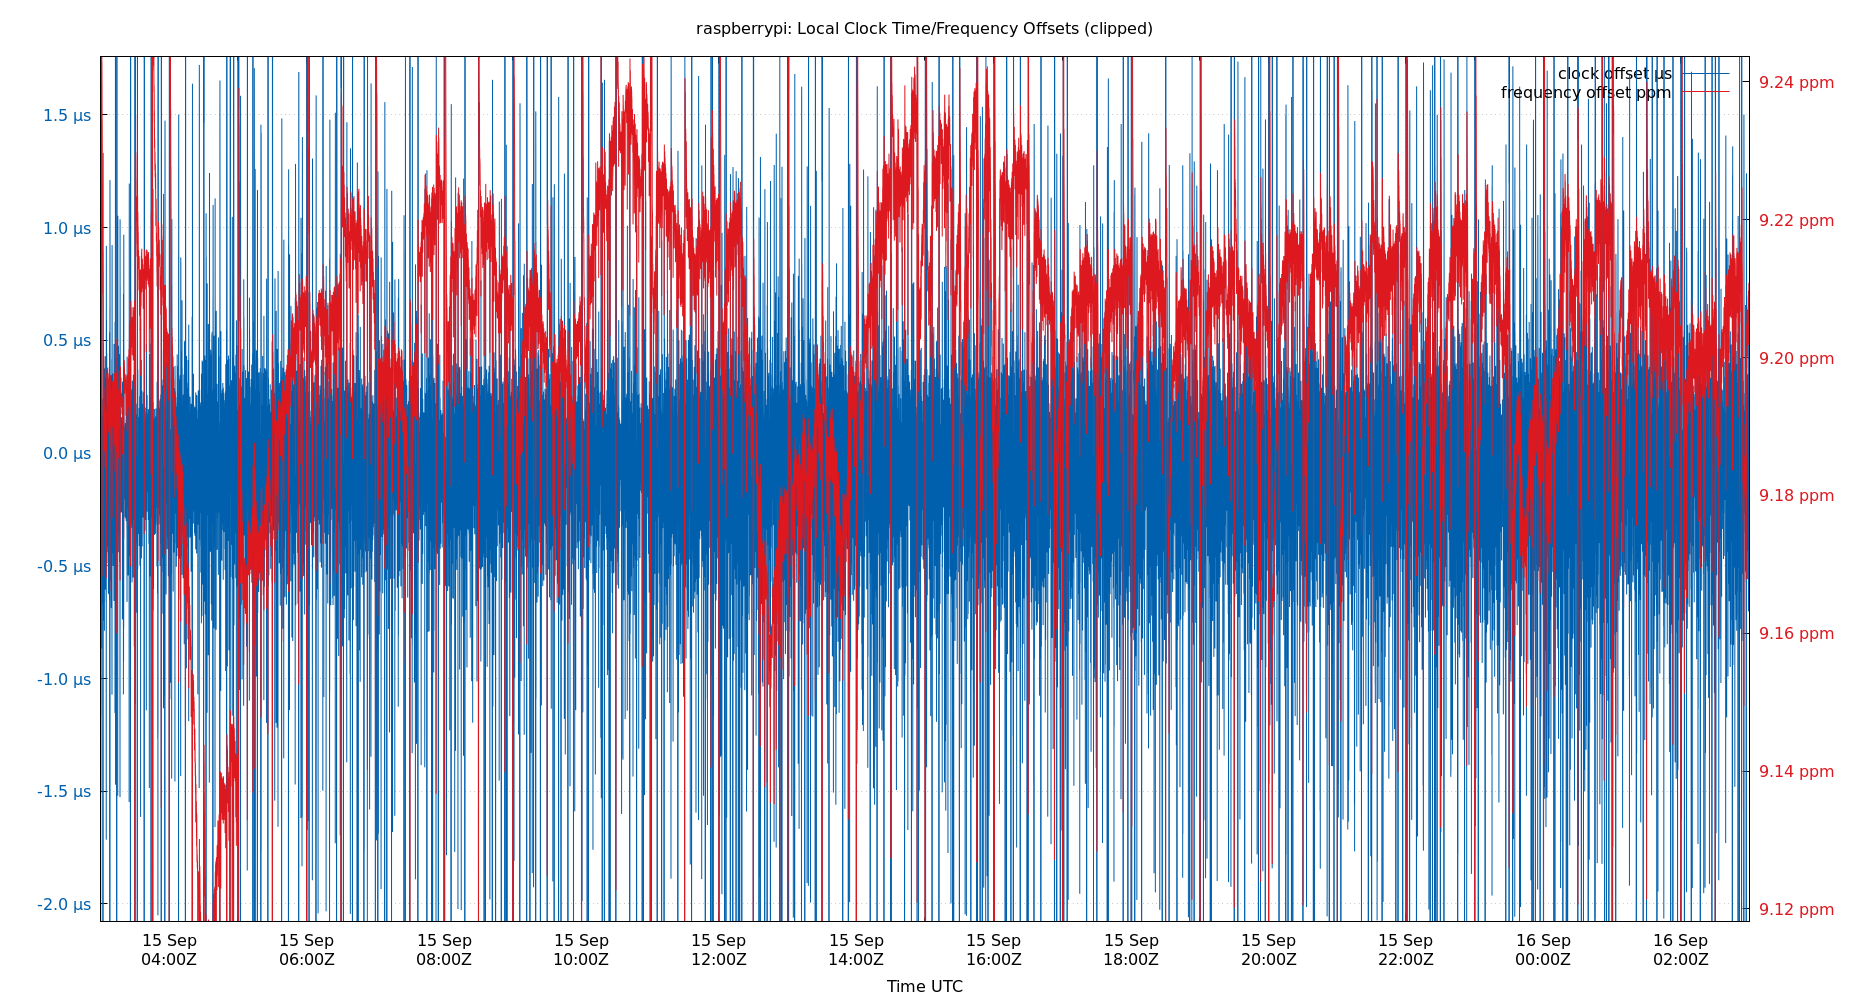 raspberrypi: Local Clock Time/Frequency Offsets (clipped)
clock offset µs
frequency offset ppm
1.5 µs
1.0 µs
0.5 µs
0.0 µs
-0.5 µs
-1.0 µs
-1.5 µs
-2.0 µs
9.24 ppm
9.22 ppm
9.20 ppm
9.18 ppm
9.16 ppm
9.14 ppm
9.12 ppm
15 Sep 15 Sep 15 Sep 15 Sep 15 Sep 15 Sep 15 Sep 15 Sep 15 Sep 15 Sep 16 Sep 16 Sep
04:00Z 06:00Z 08:00Z 10:00Z 12:00Z 14:00Z 16:00Z 18:00Z 20:00Z 22:00Z 00:00Z 02:00Z
Time UTC